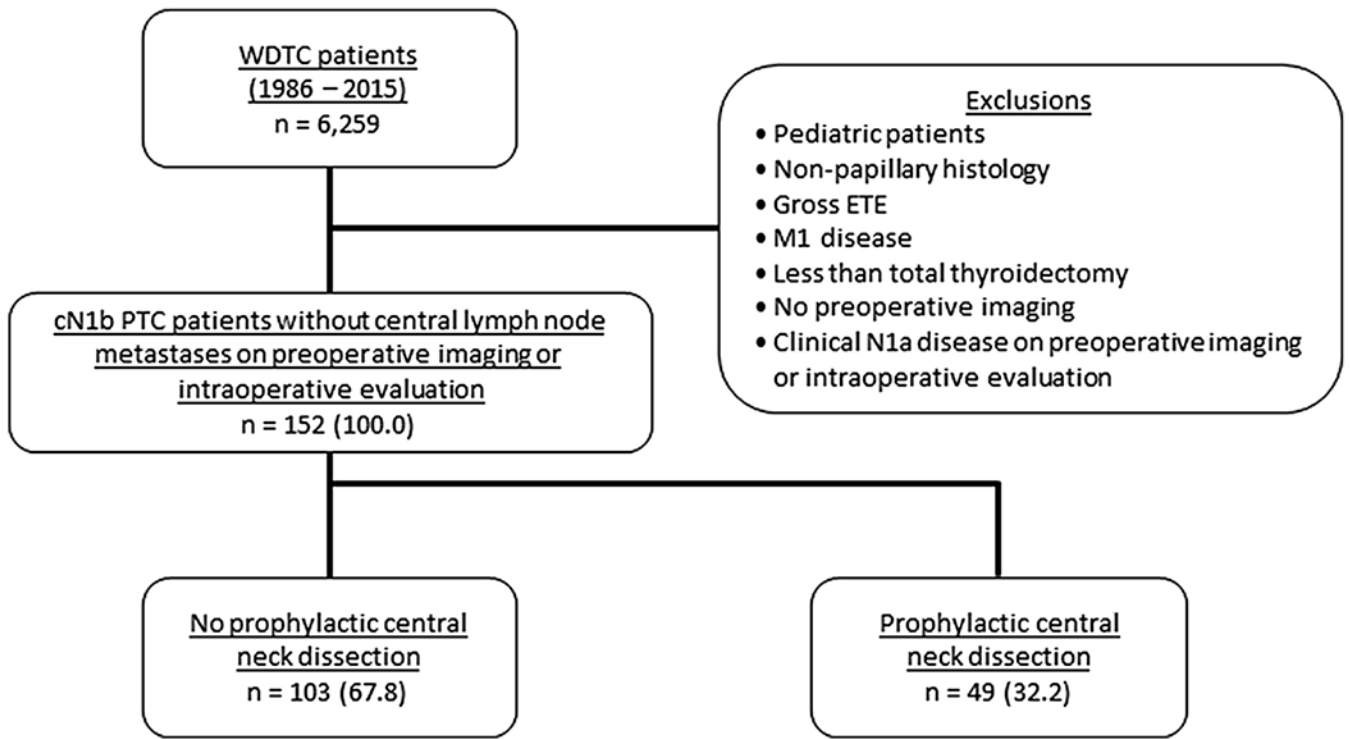 WDTC patients
(1986 – 2015)
n = 6,259
Exclusions
• Pediatric patients
• Non-papillary histology
• Gross ETE
• M1 disease
• Less than total thyroidectomy
• No preoperative imaging
• Clinical N1a disease on preoperative imaging
or intraoperative evaluation
cN1b PTC patients without central lymph node
metastases on preoperative imaging or
intraoperative evaluation
n = 152 (100.0)
No prophylactic central
neck dissection
n = 103 (67.8)
Prophylactic central
neck dissection
n = 49 (32.2)